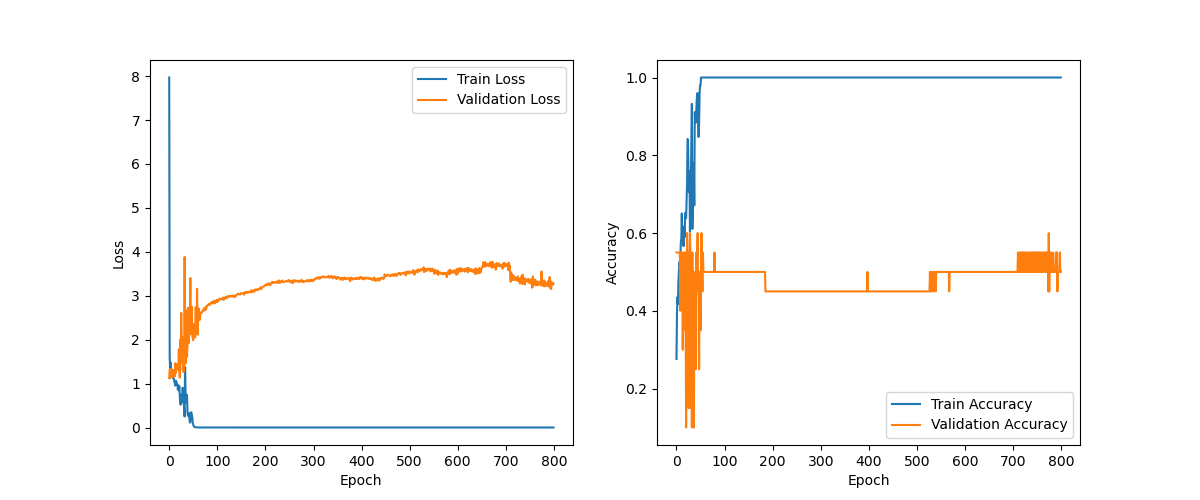 8
7
6
5
4
3
2
1
0
Loss
0 100 200 300 400 500 600 700 800
Epoch
Train Loss
Validation Loss
1.0
0.8
0.6
0.4
0.2
Accuracy
0 100 200 300 400 500 600 700 800
Epoch
Train Accuracy
Validation Accuracy